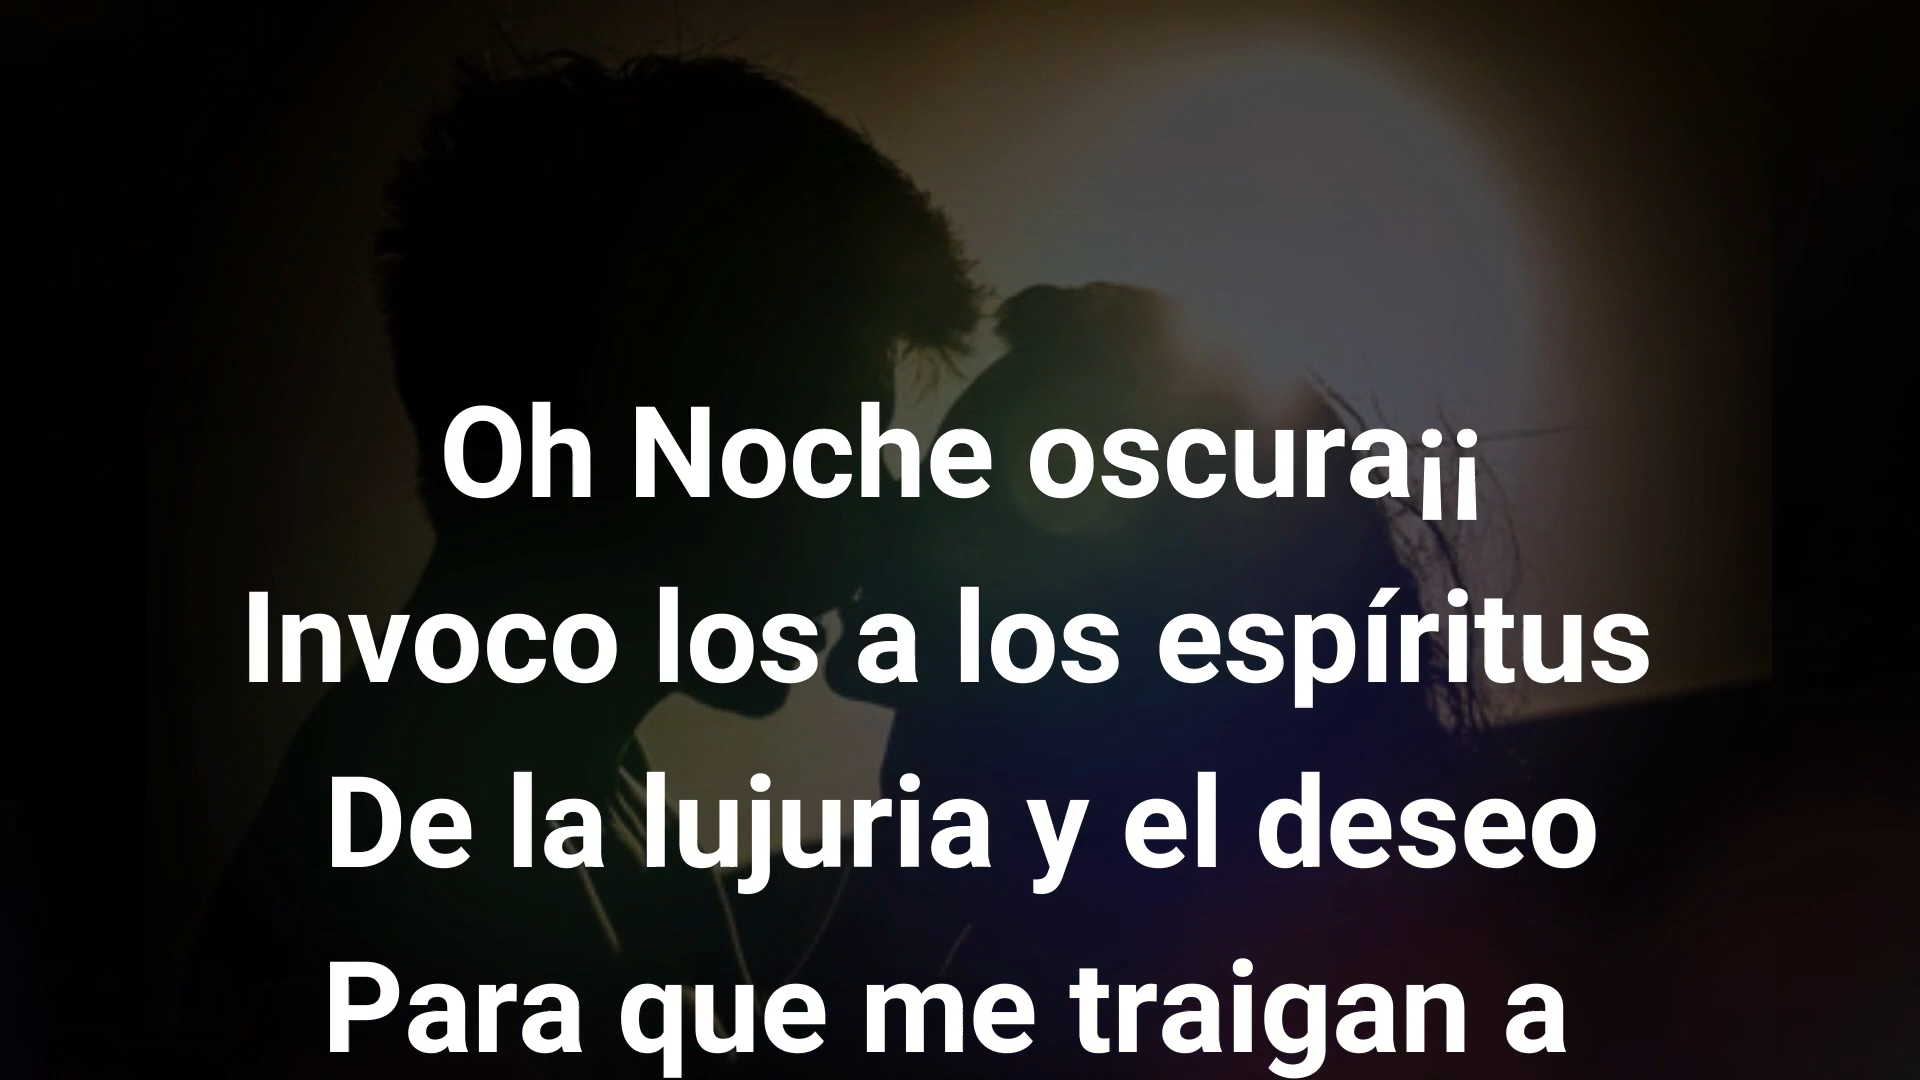 Oh Noche oscura¡¡
Invoco los a los espíritus
De la lujuria y el deseo
Para que me traigan a